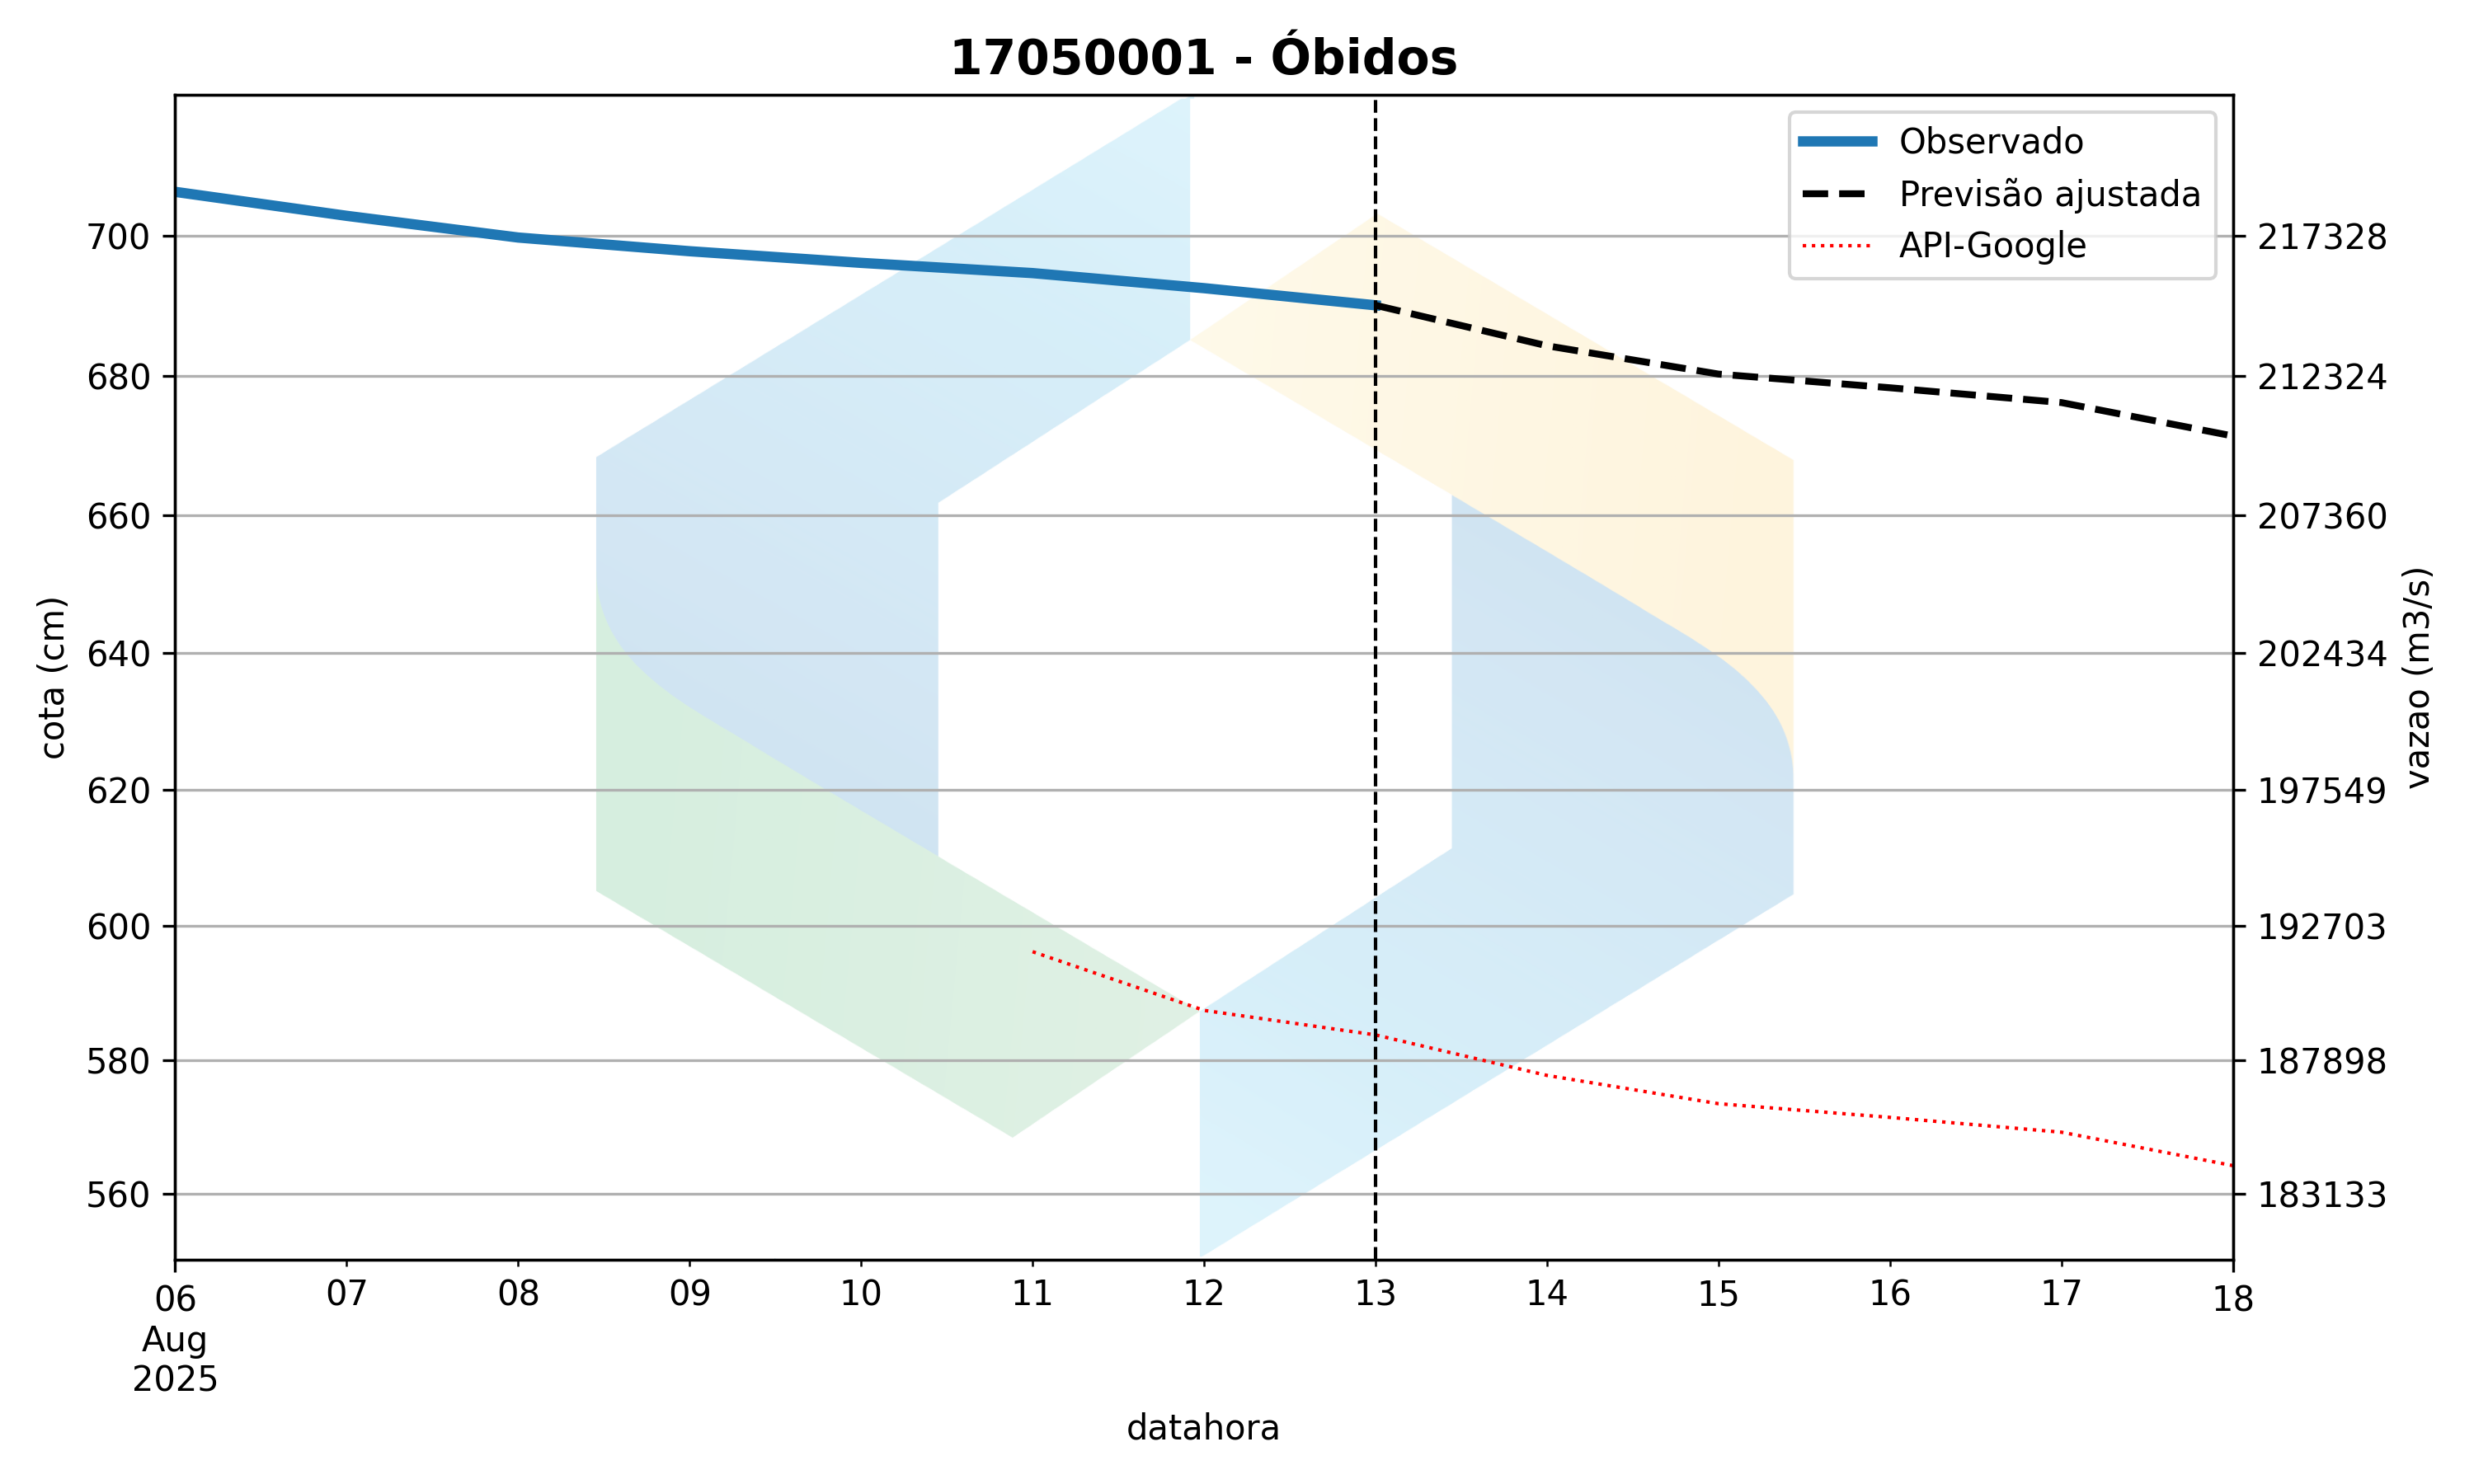 17050001 - Óbidos
Observado
Previsão ajustada
API-Google
700
680
660
640
620
600
580
560
cota (cm)
217328
212324
207360
202434
197549
192703
187898
183133
vazao (m3/s)
06 07 08 09 10 11 12 13 14 15 16 17 18
Aug
2025
datahora